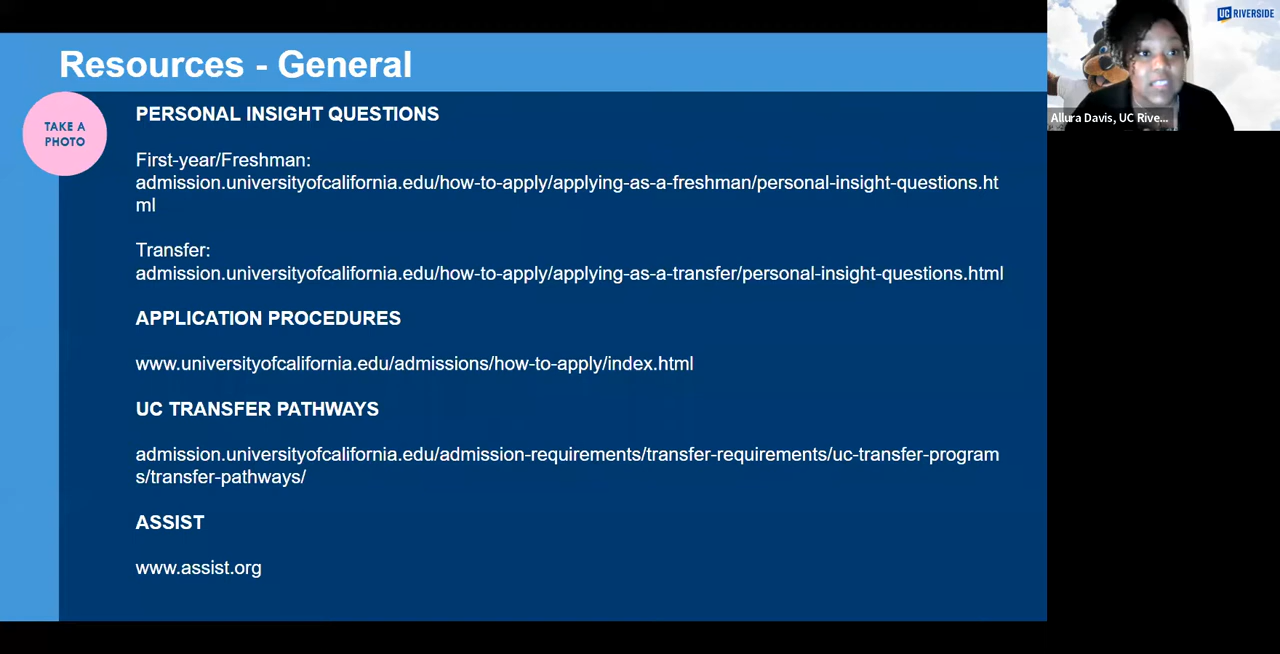 Resources - General
TAKE A
PHOTO
PERSONAL INSIGHT QUESTIONS
First-year/Freshman:
admission.universityofcalifornia.edu/how-to-apply/applying-as-a-freshman/personal-insight-questions.ht
ml
Transfer:
admission.universityofcalifornia.edu/how-to-apply/applying-as-a-transfer/personal-insight-questions.html
APPLICATION PROCEDURES
www.universityofcalifornia.edu/admissions/how-to-apply/index.html
UC TRANSFER PATHWAYS
admission.universityofcalifornia.edu/admission-requirements/transfer-requirements/uc-transfer-program
s/transfer-pathways/
ASSIST
www.assist.org
UC RIVERSIDE
Allura Davis, UC Rive...